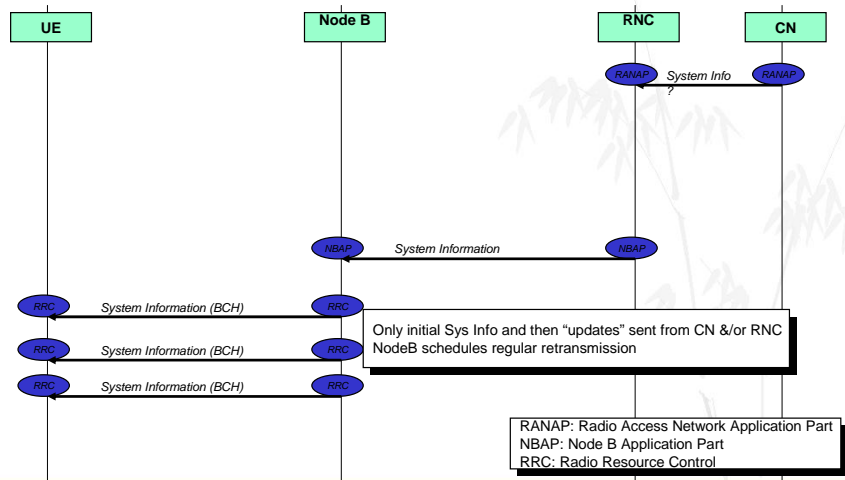 UE
Node B
RNC
CN
RANAP
System Info
?
RANAP
NBAP
System Information
NBAP
RRC
System Information (BCH)
RRC
Only initial Sys Info and then “updates” sent from CN &/or RNC
NodeB schedules regular retransmission
RRC
System Information (BCH)
RRC
RRC
System Information (BCH)
RRC
RANAP: Radio Access Network Application Part
NBAP: Node B Application Part
RRC: Radio Resource Control